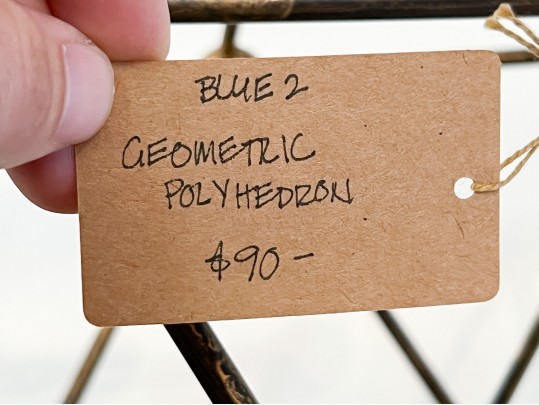 BLUE 2
GEOMETRIC
POLYHEDRON
$90-